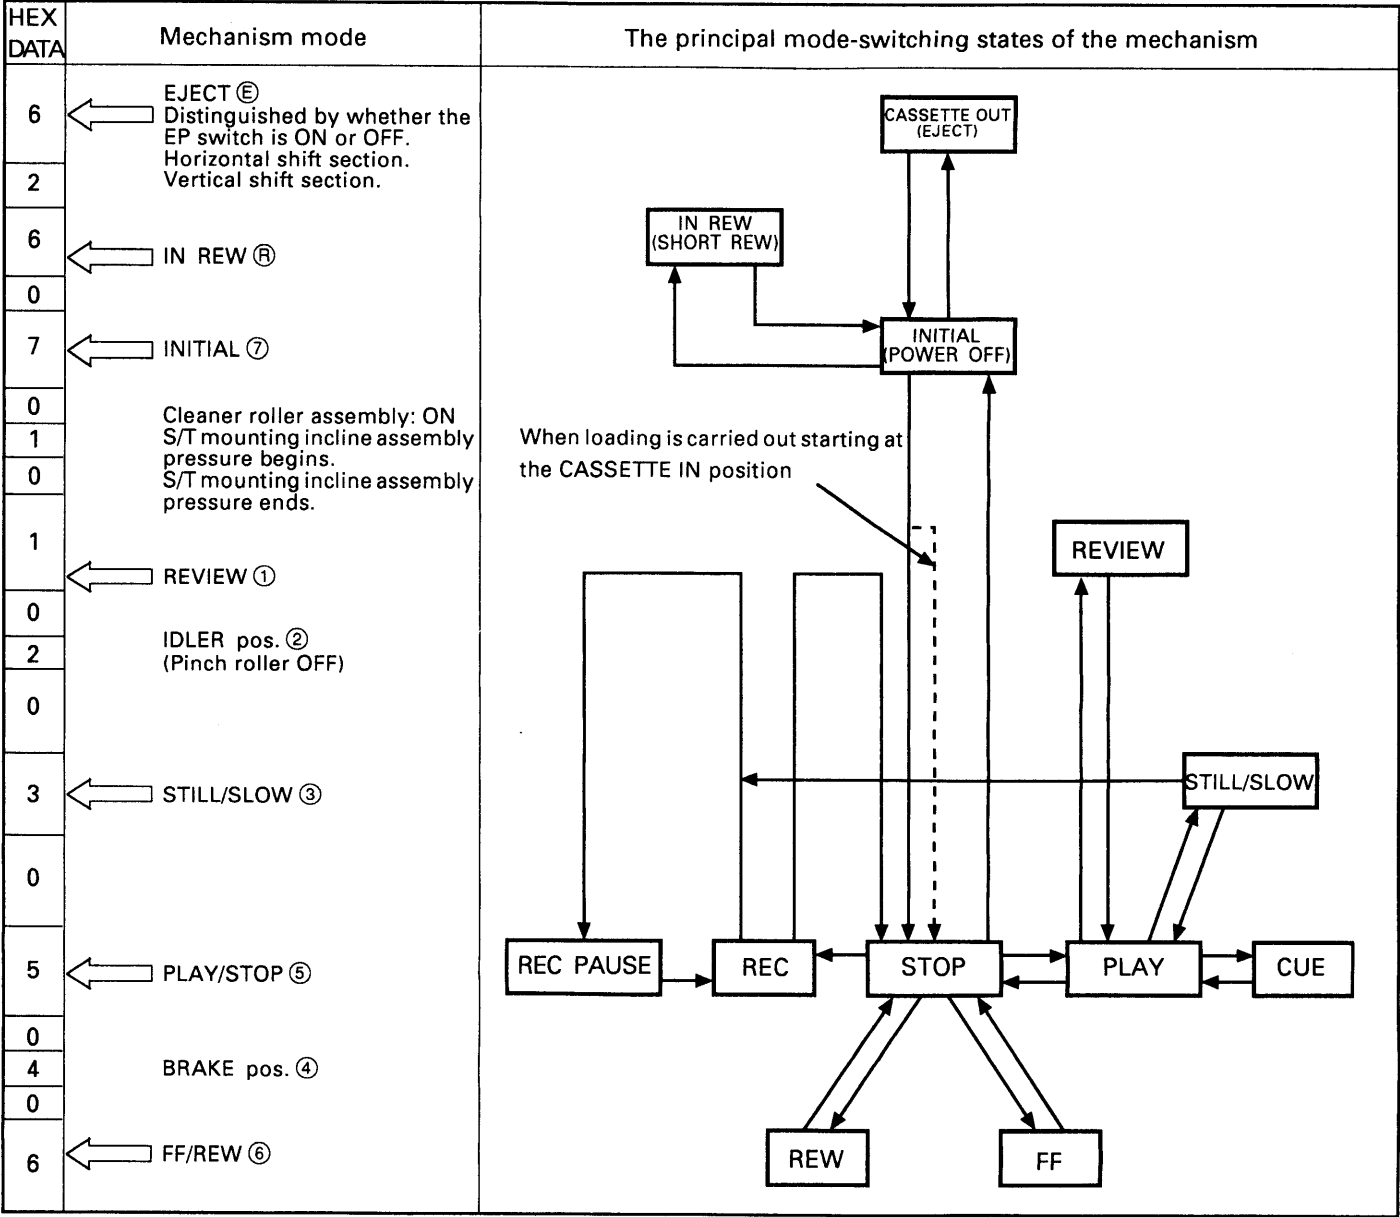 HEX
DATA
Mechanism mode
The principal mode-switching states of the mechanism
6
EJECT Ⓔ
Distinguished by whether the
EP switch is ON or OFF.
Horizontal shift section.
Vertical shift section.
2
6
IN REW Ⓡ
0
7
INITIAL ⑦
0
1
0
Cleaner roller assembly: ON
S/T mounting incline assembly
pressure begins.
S/T mounting incline assembly
pressure ends.
1
REVIEW ①
0
2
IDLER pos. ②
(Pinch roller OFF)
0
3
STILL/SLOW ③
0
5
PLAY/STOP ⑤
0
4
BRAKE pos. ④
0
6
FF/REW ⑥
CASSETTE OUT
(EJECT)
IN REW
(SHORT REW)
INITIAL
(POWER OFF)
When loading is carried out starting at
the CASSETTE IN position
REVIEW
STILL/SLOW
REC PAUSE
REC
STOP
PLAY
CUE
REW
FF